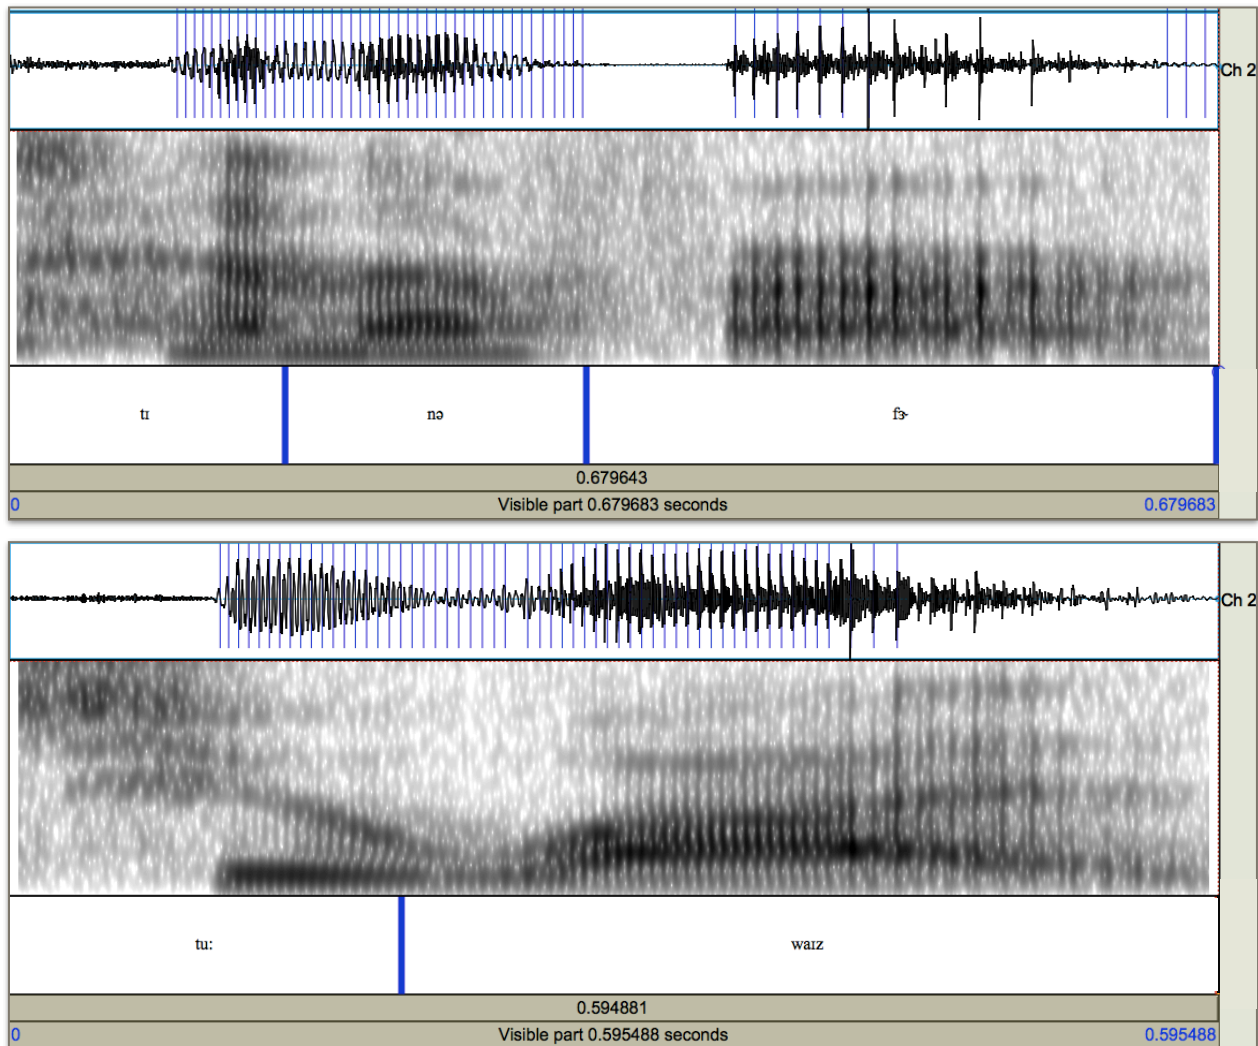 Ch 2
tɪ nə fɝ
0.679643
0 Visible part 0.679683 seconds 0.679683
Ch 2
tuː waɪz
0.594881
0 Visible part 0.595488 seconds 0.595488